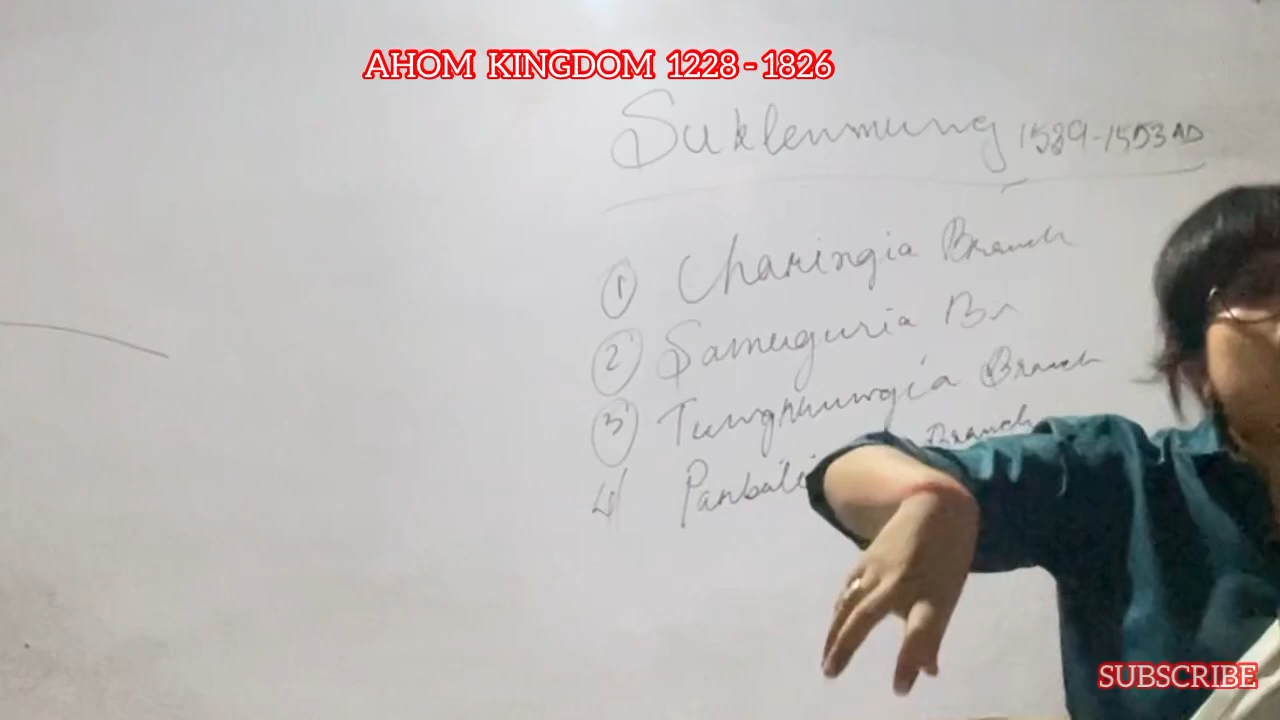 AHOM KINGDOM 1228 - 1826
Suklenmung 1539-1553 AD
1 Charingia Branch
2 Samuguria Br
3 Tungkhungia Branch
4 Branch
SUBSCRIBE